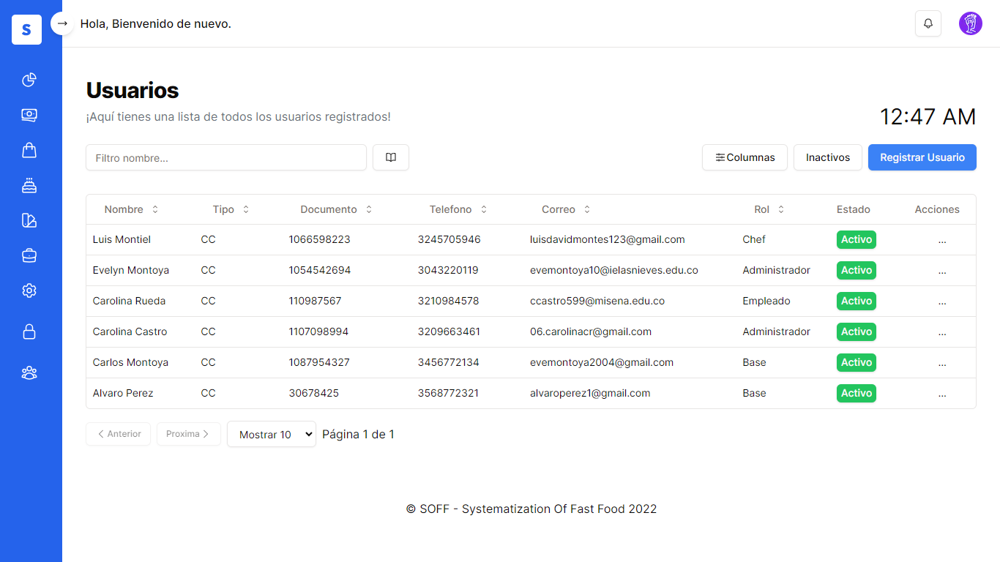 S
Hola, Bienvenido de nuevo.
Usuarios
¡Aquí tienes una lista de todos los usuarios registrados!
12:47 AM
Filtro nombre...
Columnas
Inactivos
Registrar Usuario
Nombre Tipo Documento Telefono Correo Rol Estado Acciones
Luis Montiel CC 1066598223 3245705946 luisdavidmontes123@gmail.com Chef Activo ...
Evelyn Montoya CC 1054542694 3043220119 evemontoya10@ielasnieves.edu.co Administrador Activo ...
Carolina Rueda CC 110987567 3210984578 ccastro599@misena.edu.co Empleado Activo ...
Carolina Castro CC 1107098994 3209663461 06.carolinacr@gmail.com Administrador Activo ...
Carlos Montoya CC 1087954327 3456772134 evemontoya2004@gmail.com Base Activo ...
Alvaro Perez CC 30678425 3568772321 alvaroperez1@gmail.com Base Activo ...
Anterior Proxima Mostrar 10 Página 1 de 1
© SOFF - Systematization Of Fast Food 2022